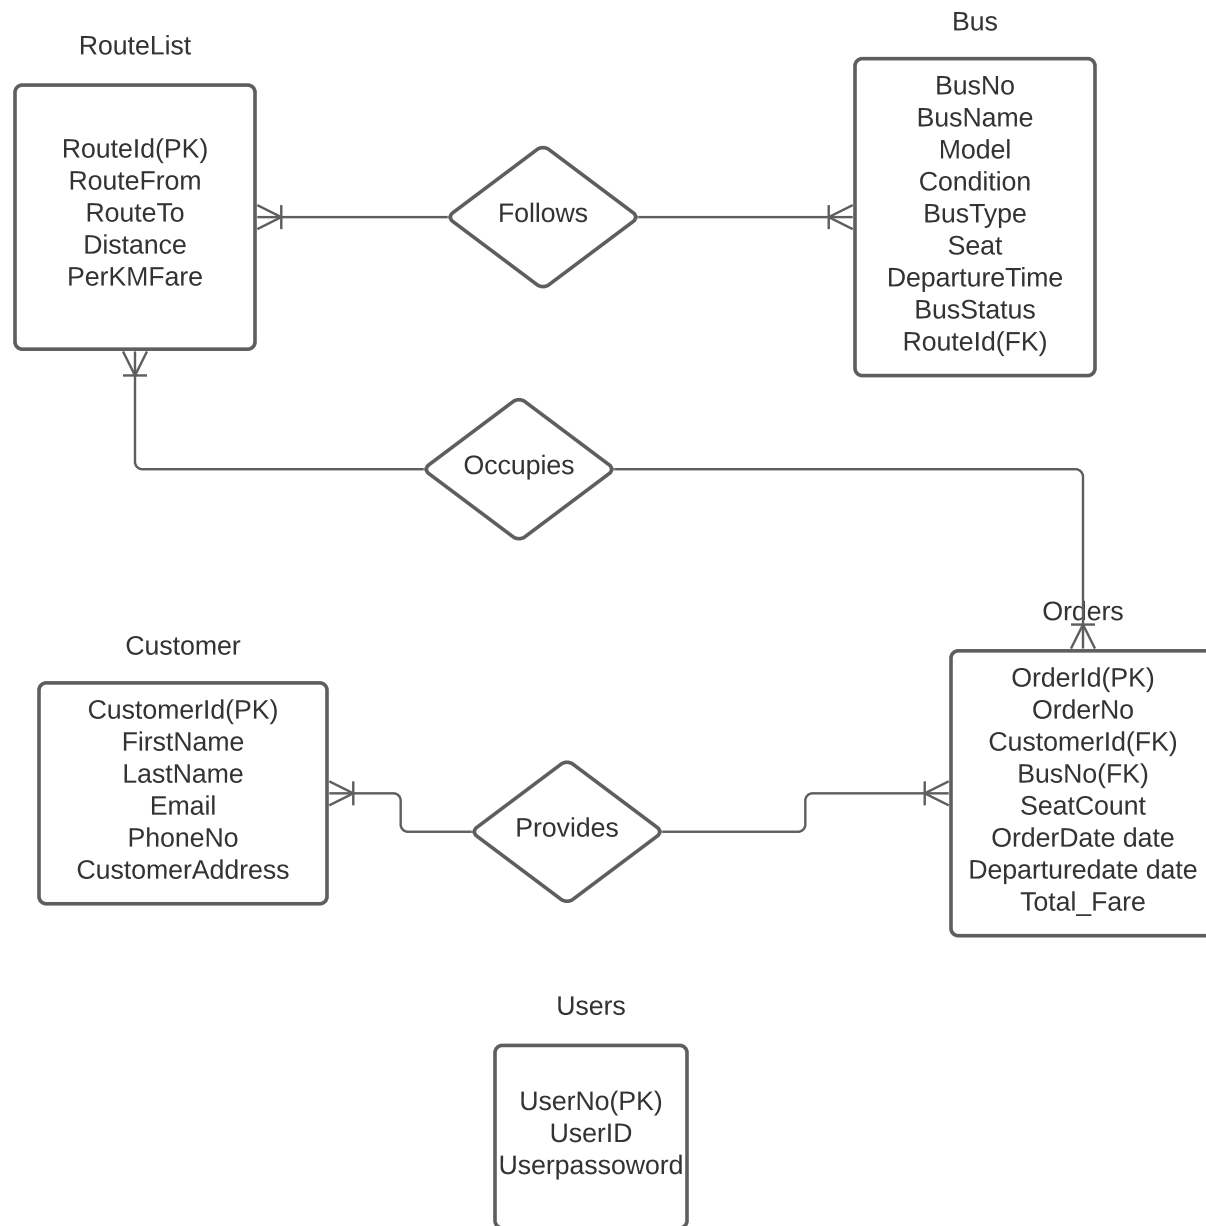 RouteList
RouteId(PK)
RouteFrom
RouteTo
Distance
PerKMFare
Follows
Bus
BusNo
BusName
Model
Condition
BusType
Seat
DepartureTime
BusStatus
RouteId(FK)
Occupies
Customer
CustomerId(PK)
FirstName
LastName
Email
PhoneNo
CustomerAddress
Provides
Orders
OrderId(PK)
OrderNo
CustomerId(FK)
BusNo(FK)
SeatCount
OrderDate date
Departuredate date
Total_Fare
Users
UserNo(PK)
UserID
Userpassoword